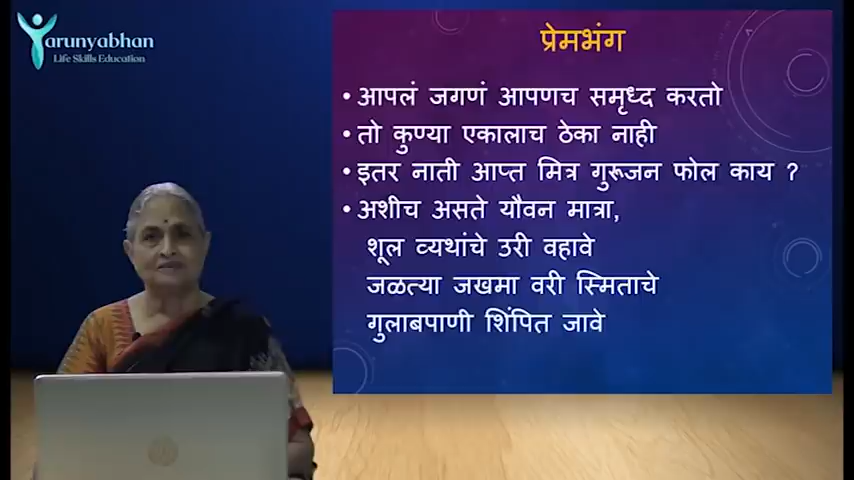 arunyabhan
Life Skills Education
प्रेमभंग
• आपलं जगणं आपणच समृध्द करतो
• तो कुण्या एकालाच ठेका नाही
• इतर नाती आप्त मित्र गुरूजन फोल काय ?
• अशीच असते यौवन मात्रा,
शूल व्यथांचे उरी वहावे
जळत्या जखमा वरी स्मिताचे
गुलाबपाणी शिंपित जावे